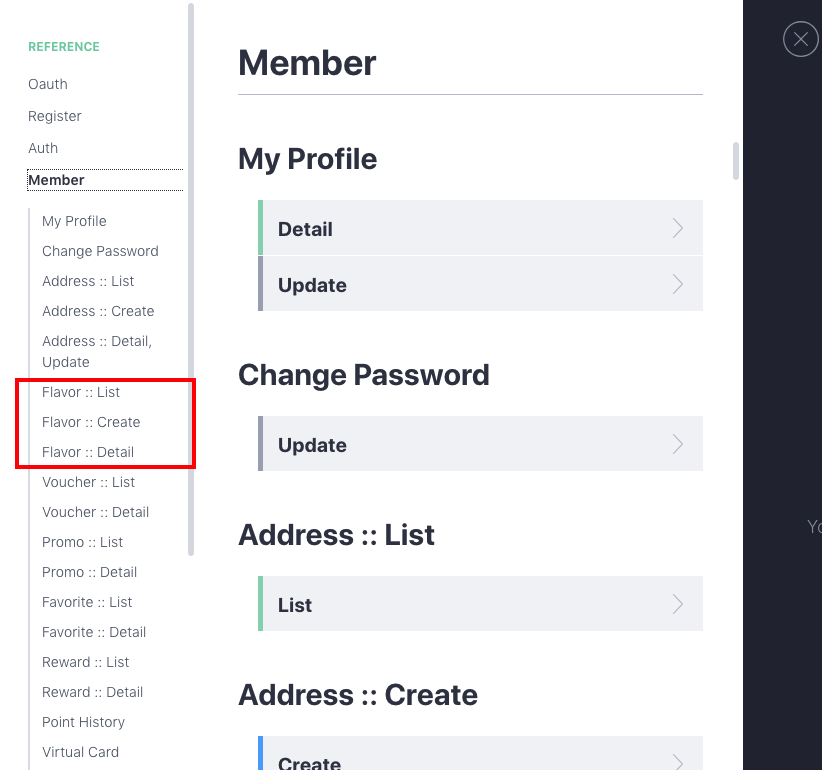 REFERENCE
Oauth
Register
Auth
Member
My Profile
Change Password
Address :: List
Address :: Create
Address :: Detail,
Update
Flavor :: List
Flavor :: Create
Flavor :: Detail
Voucher :: List
Voucher :: Detail
Promo :: List
Promo :: Detail
Favorite :: List
Favorite :: Detail
Reward :: List
Reward :: Detail
Point History
Virtual Card
Member
My Profile
Detail
Update
Change Password
Update
Address :: List
List
Address :: Create
Create